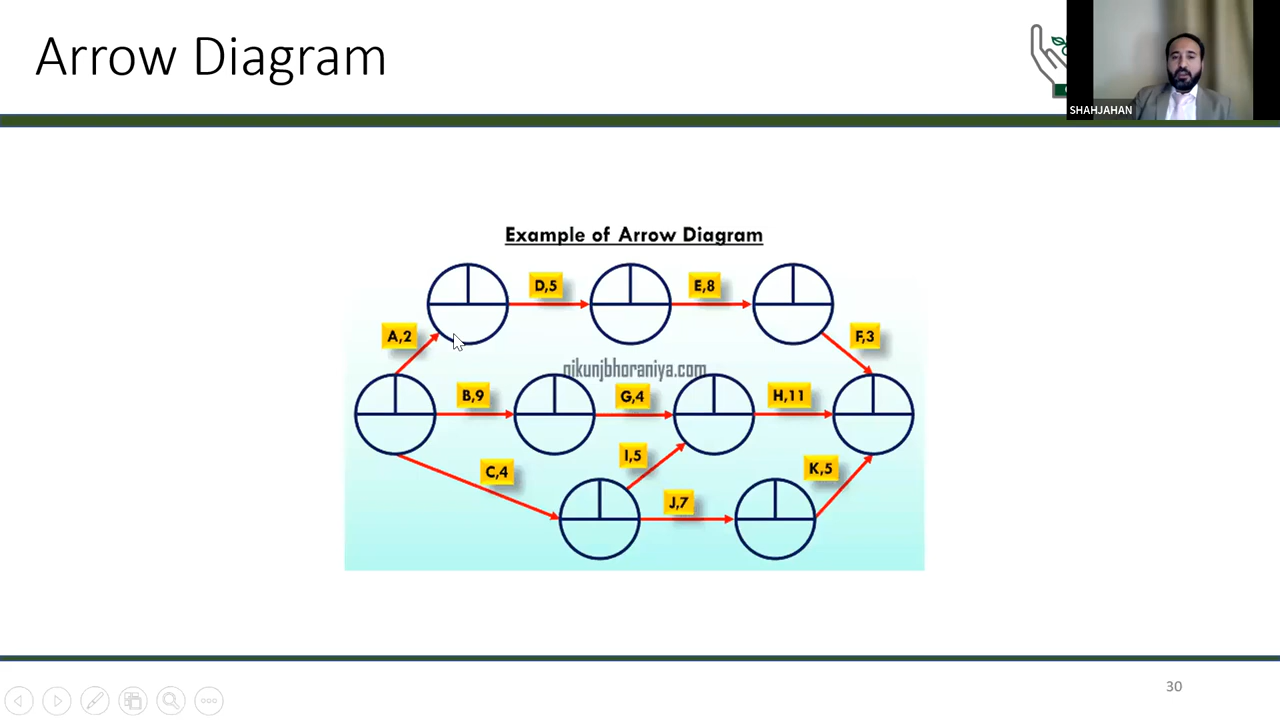 Arrow Diagram
SHAHJAHAN
Example of Arrow Diagram
D,5
E,8
A,2
F,3
nikunjbhoraniya.com
B,9
G,4
H,11
I,5
C,4
K,5
J,7
30